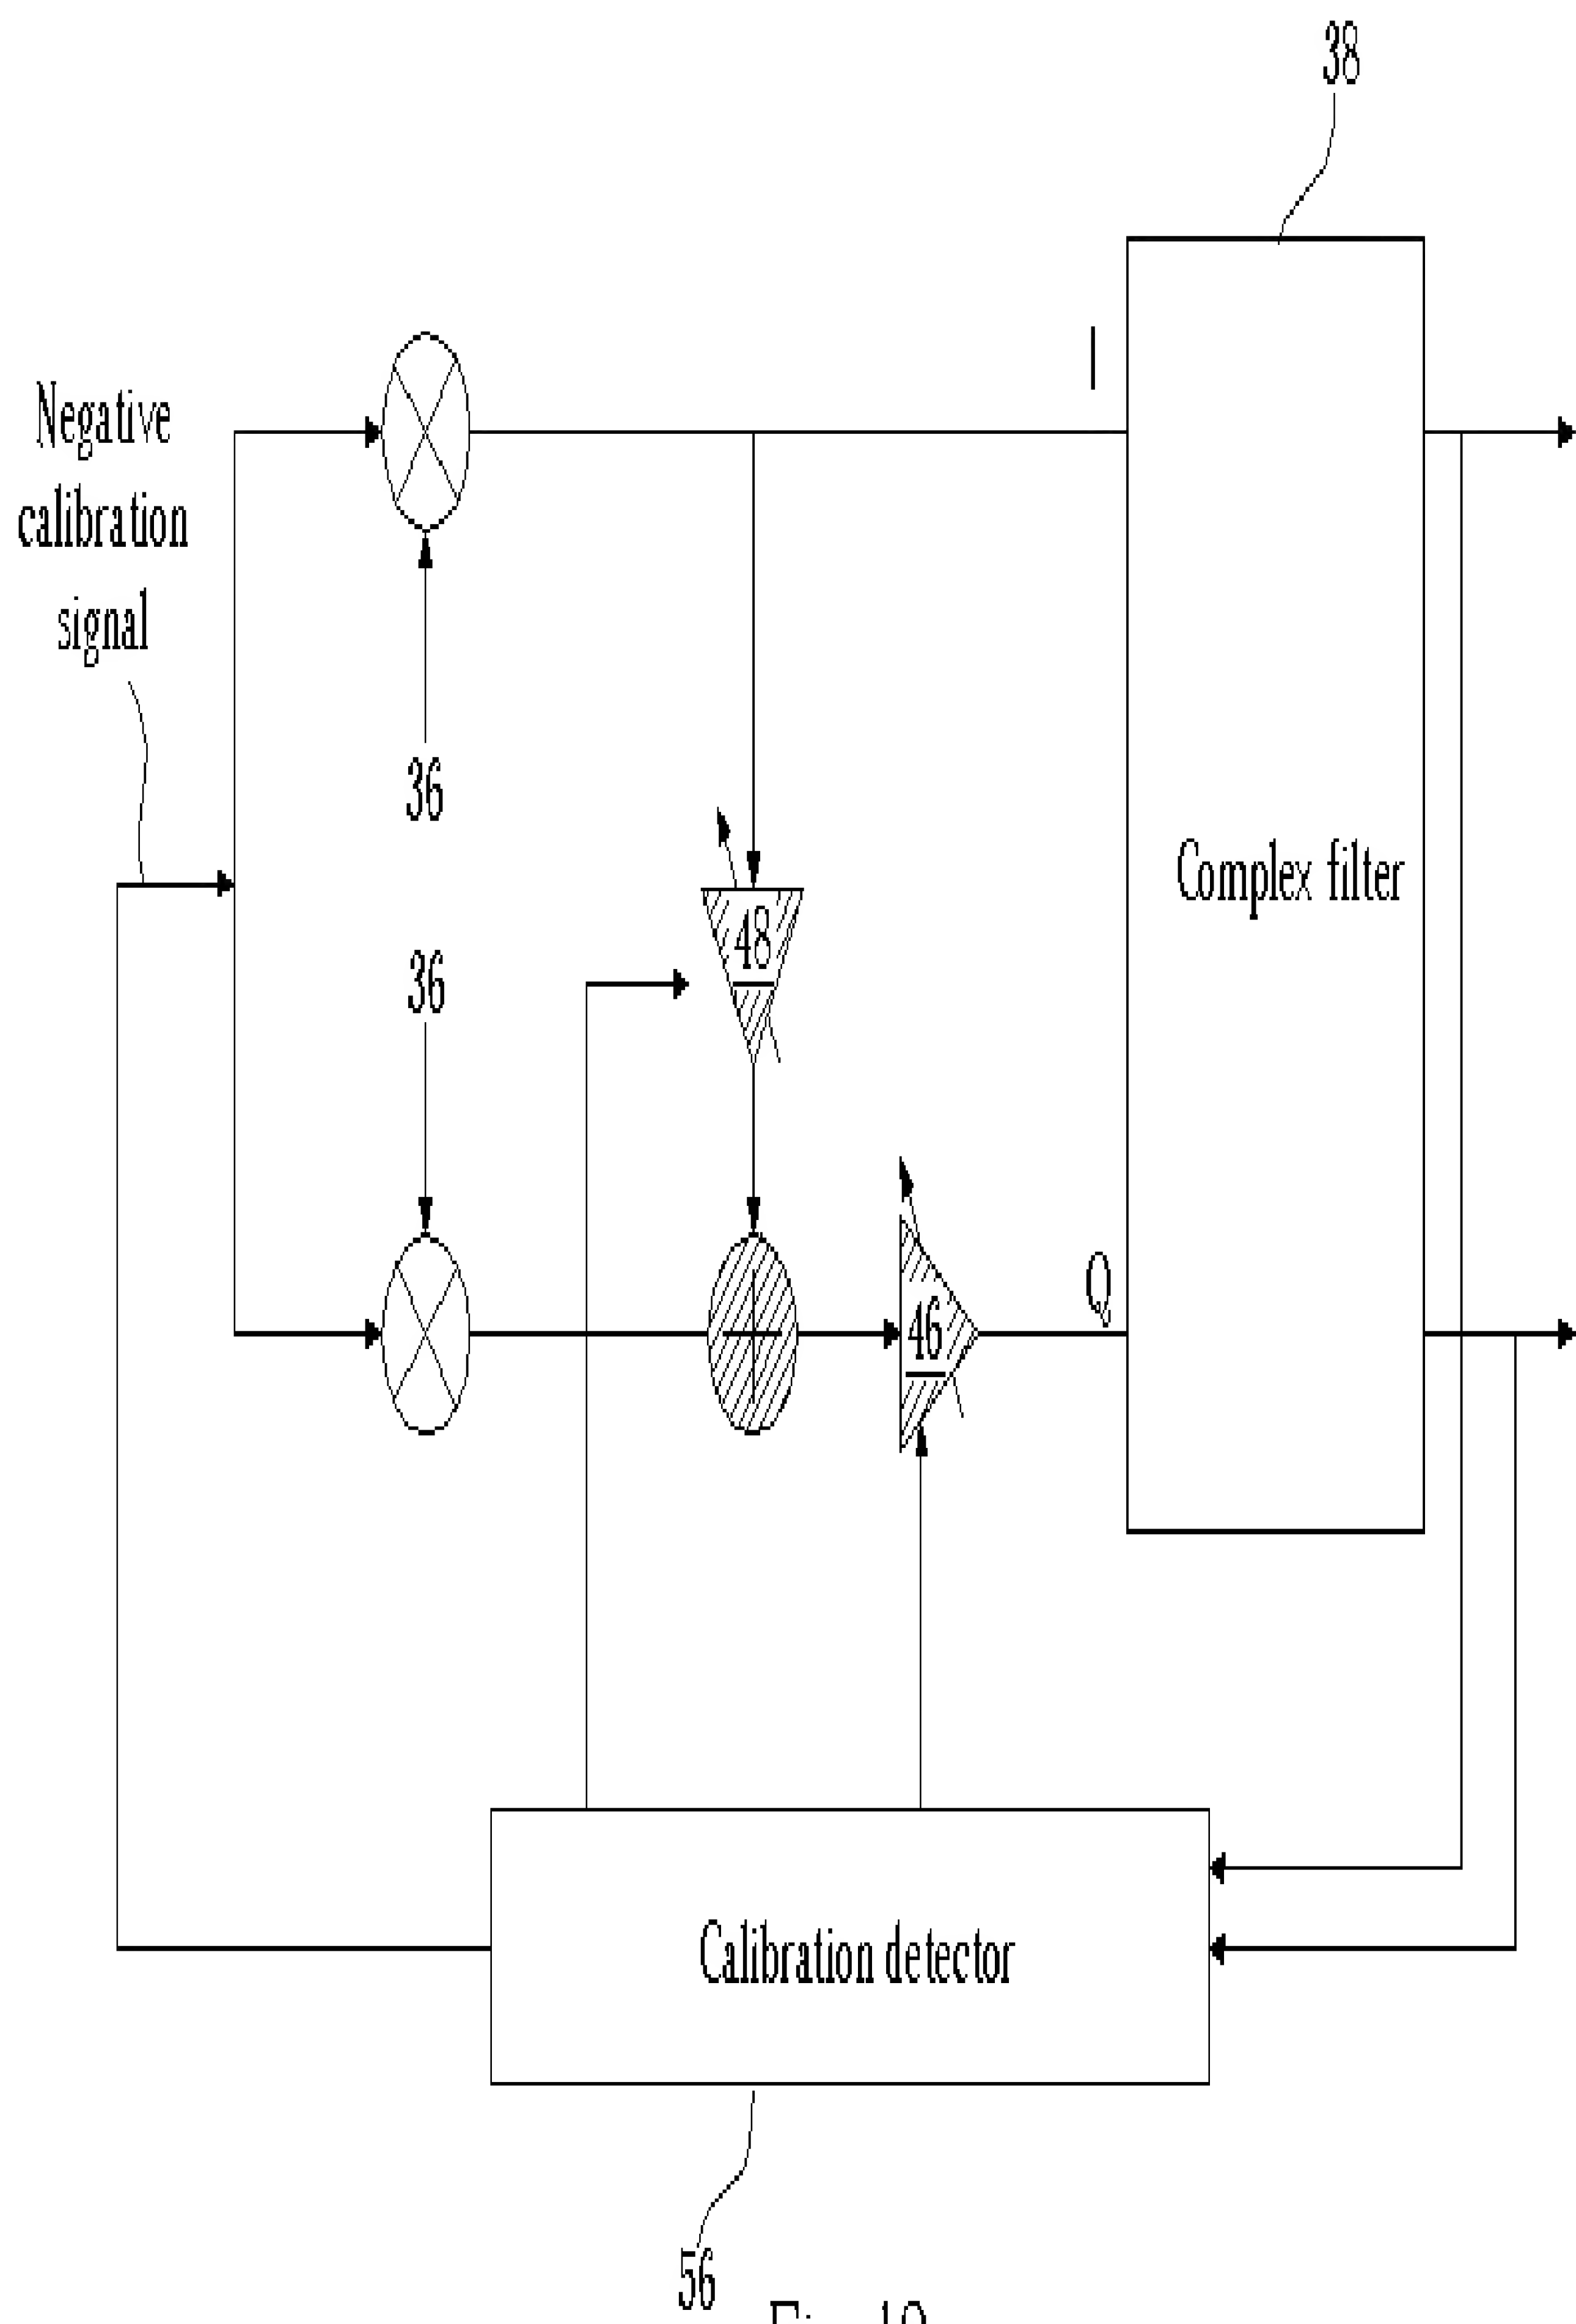 38
I
Negative
calibration
signal
36
Complex filter
48
36
Q
46
Calibration detector
56